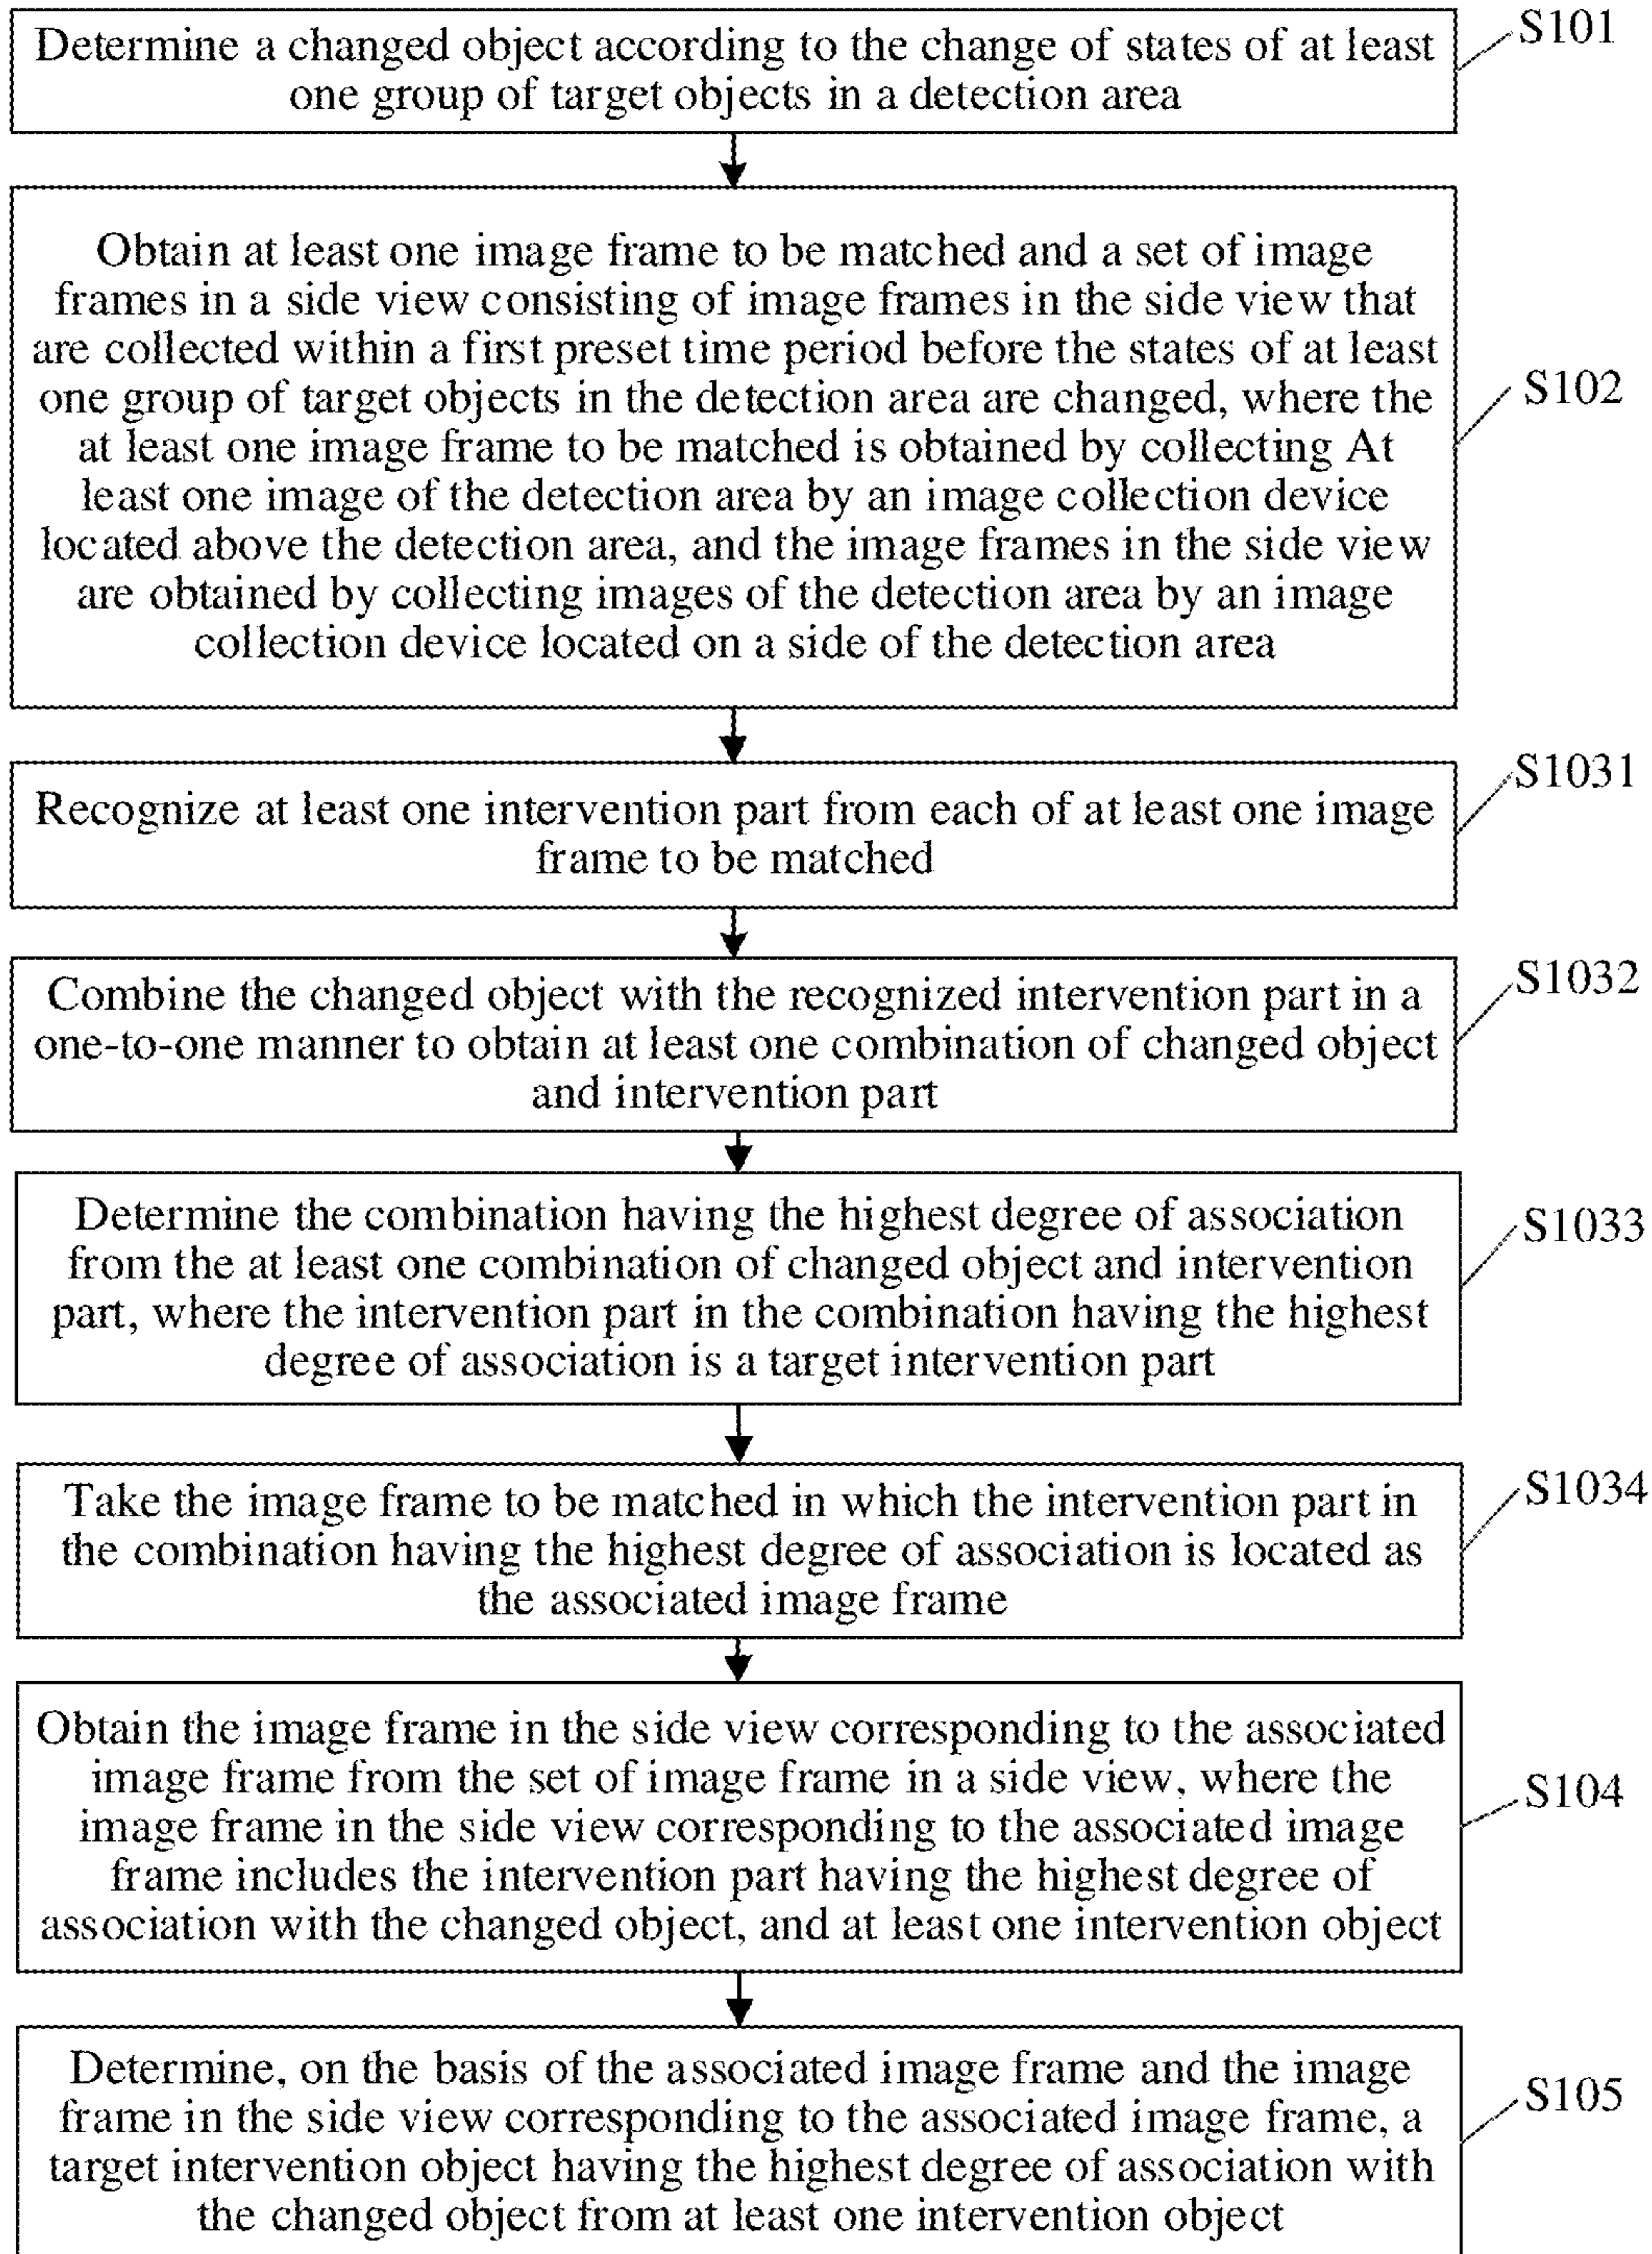 Determine a changed object according to the change of states of at least
one group of target objects in a detection area
S101
Obtain at least one image frame to be matched and a set of image
frames in a side view consisting of image frames in the side view that
are collected within a first preset time period before the states of at least
one group of target objects in the detection area are changed, where the
at least one image frame to be matched is obtained by collecting At
least one image of the detection area by an image collection device
located above the detection area, and the image frames in the side view
are obtained by collecting images of the detection area by an image
collection device located on a side of the detection area
S102
Recognize at least one intervention part from each of at least one image
frame to be matched
S1031
Combine the changed object with the recognized intervention part in a
one-to-one manner to obtain at least one combination of changed object
and intervention part
S1032
Determine the combination having the highest degree of association
from the at least one combination of changed object and intervention
part, where the intervention part in the combination having the highest
degree of association is a target intervention part
S1033
Take the image frame to be matched in which the intervention part in
the combination having the highest degree of association is located as
the associated image frame
S1034
Obtain the image frame in the side view corresponding to the associated
image frame from the set of image frame in a side view, where the
image frame in the side view corresponding to the associated image
frame includes the intervention part having the highest degree of
association with the changed object, and at least one intervention object
S104
Determine, on the basis of the associated image frame and the image
frame in the side view corresponding to the associated image frame, a
target intervention object having the highest degree of association with
the changed object from at least one intervention object
S105